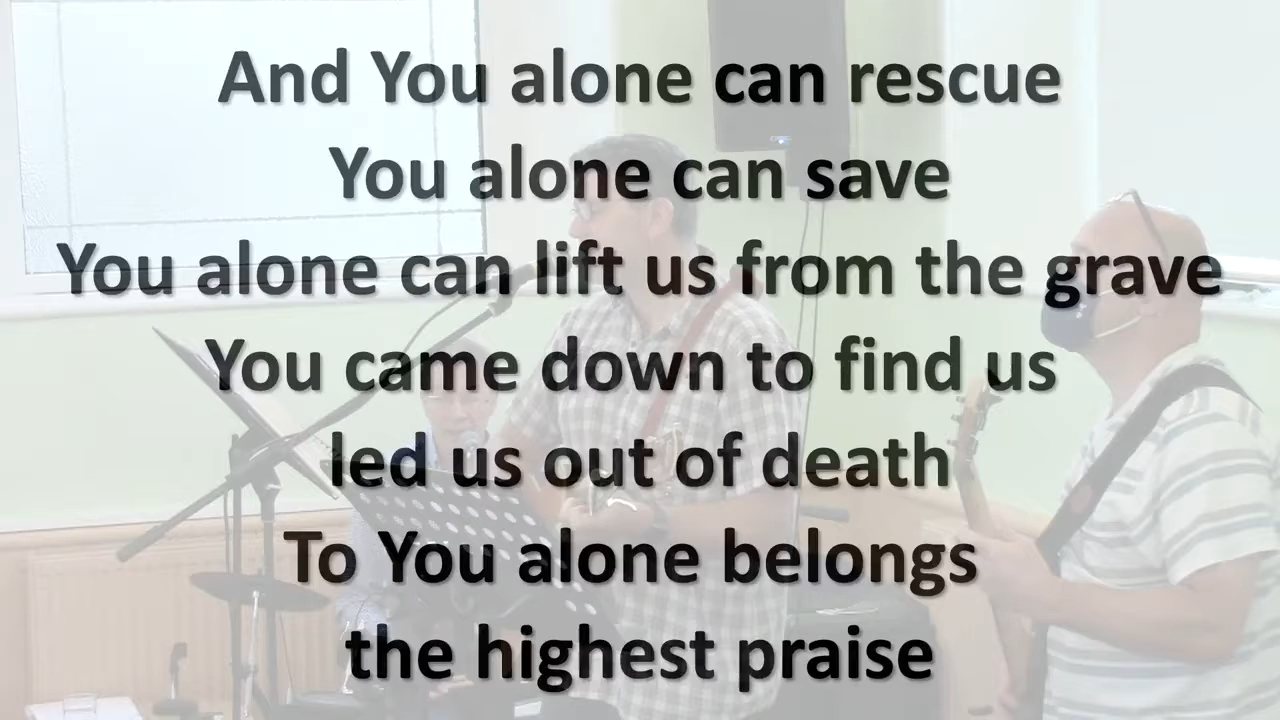 And You alone can rescue
You alone can save
You alone can lift us from the grave
You came down to find us
led us out of death
To You alone belongs
the highest praise